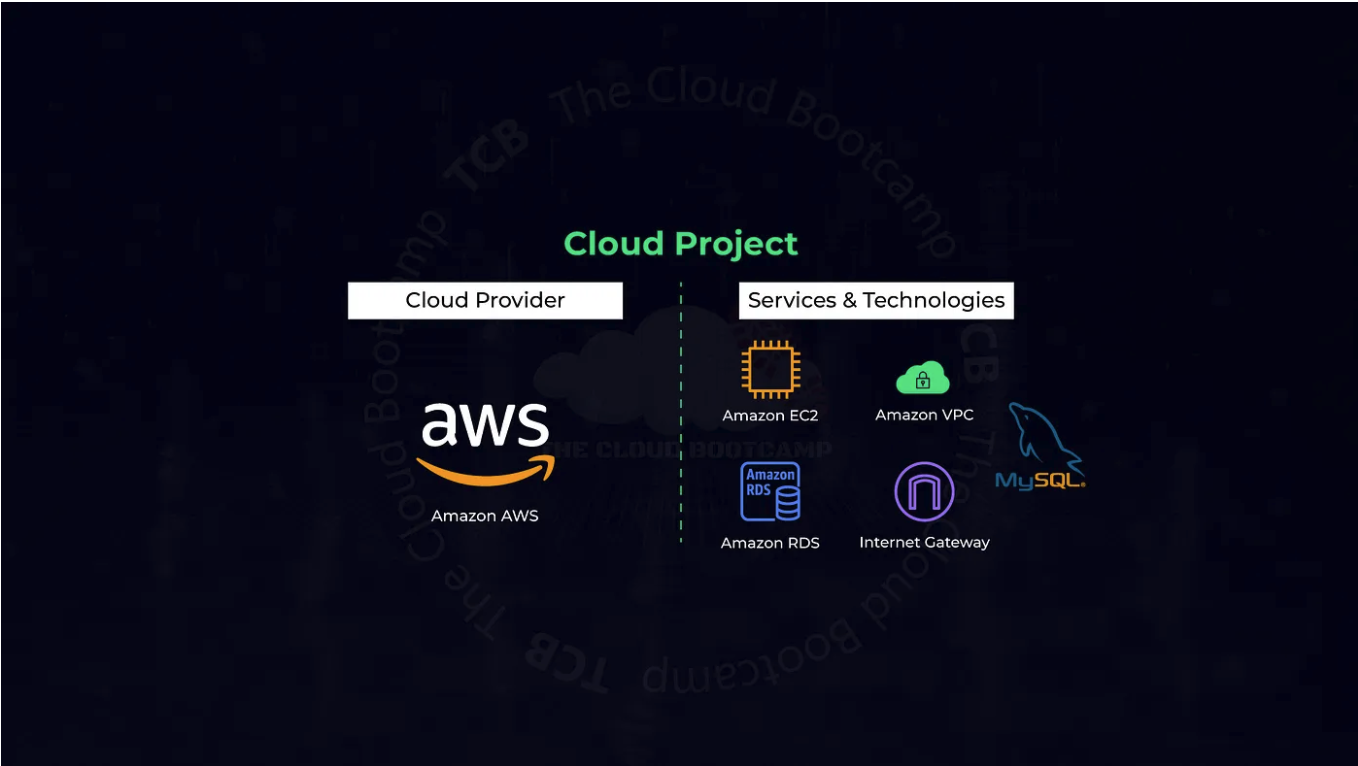 Cloud Project
Cloud Provider
Services & Technologies
aws
Amazon AWS
Amazon EC2
Amazon VPC
Amazon
RDS
Amazon RDS
Internet Gateway
MySQL®
TCB The Cloud Bootcamp
TCB The Cloud Bootcamp
TCB The Cloud Bootcamp
THE CLOUD BOOTCAMP